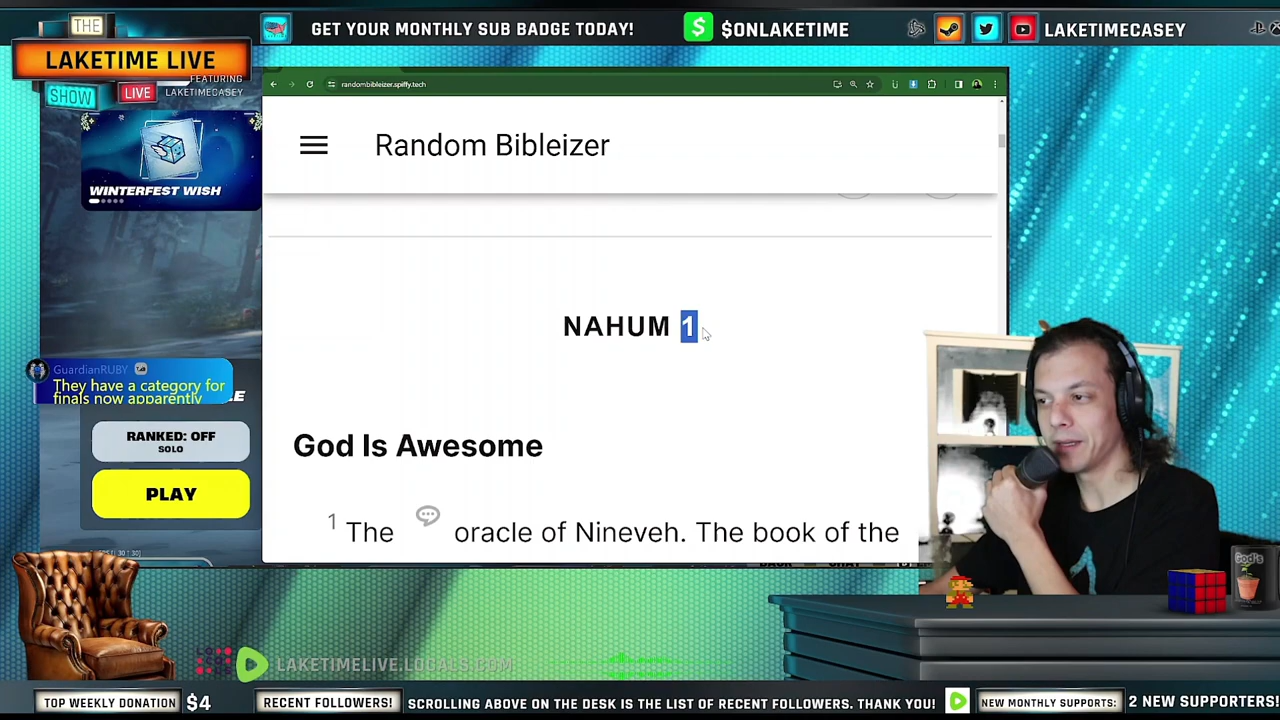 THE
LAKETIME LIVE
FEATURING
LAKETIMECASEY
SHOW
LIVE
GET YOUR MONTHLY SUB BADGE TODAY!
$ONLAKETIME
LAKETIMECASEY
randombibleizer.spiffy.tech
Random Bibleizer
WINTERFEST WISH
NAHUM 1
GuardianRUBY
They have a category for
finals now apparently
RANKED: OFF
SOLO
PLAY
God Is Awesome
1 The oracle of Nineveh. The book of the
God's
LAKETIMELIVE.LOCALS.COM
TOP WEEKLY DONATION
$4
RECENT FOLLOWERS!
SCROLLING ABOVE ON THE DESK IS THE LIST OF RECENT FOLLOWERS. THANK YOU!
NEW MONTHLY SUPPORTS:
2 NEW SUPPORTERS!